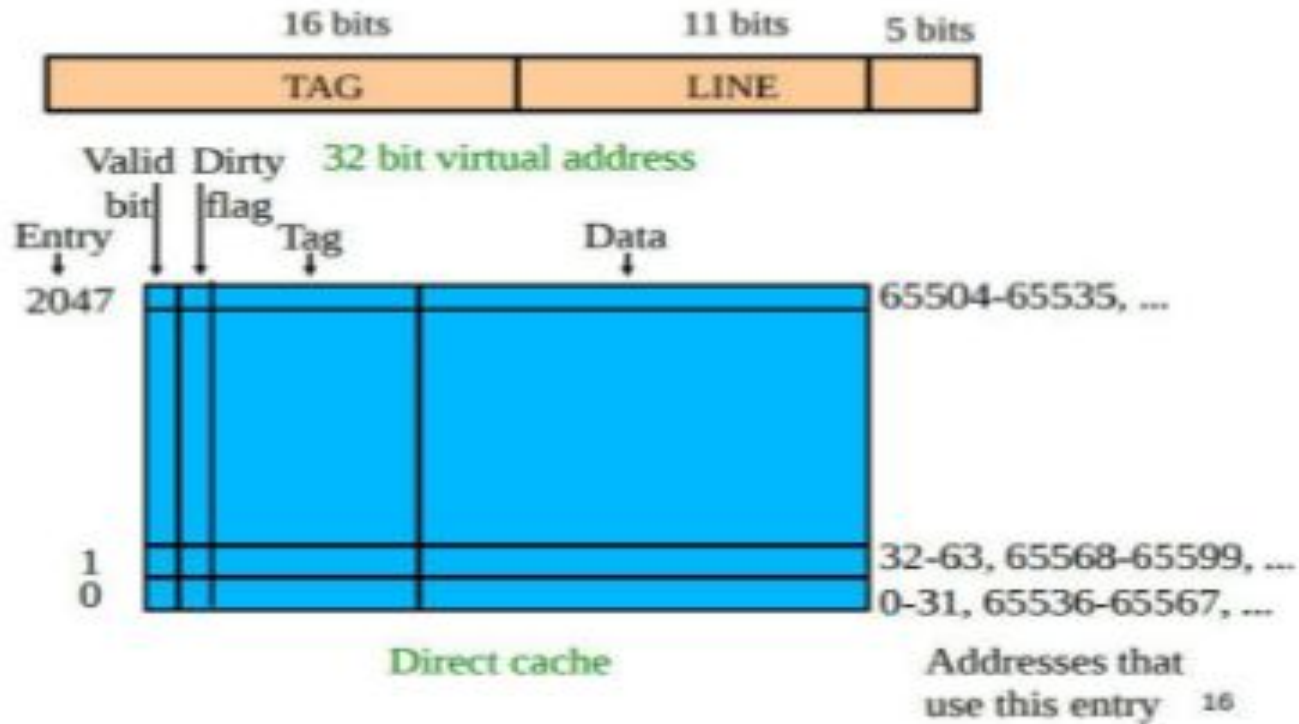 16 bits 11 bits 5 bits
TAG LINE
32 bit virtual address
Valid bit
Dirty flag
Entry Tag Data
2047 65504-65535, ...
1 32-63, 65568-65599, ...
0 0-31, 65536-65567, ...
Direct cache
Addresses that
use this entry 16